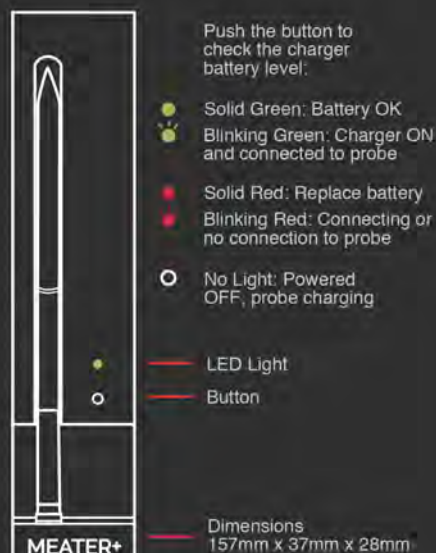 Push the button to
check the charger
battery level:
Solid Green: Battery OK
Blinking Green: Charger ON
and connected to probe
Solid Red: Replace battery
Blinking Red: Connecting or
no connection to probe
No Light: Powered
OFF, probe charging
LED Light
Button
Dimensions
157mm x 37mm x 28mm
MEATER+